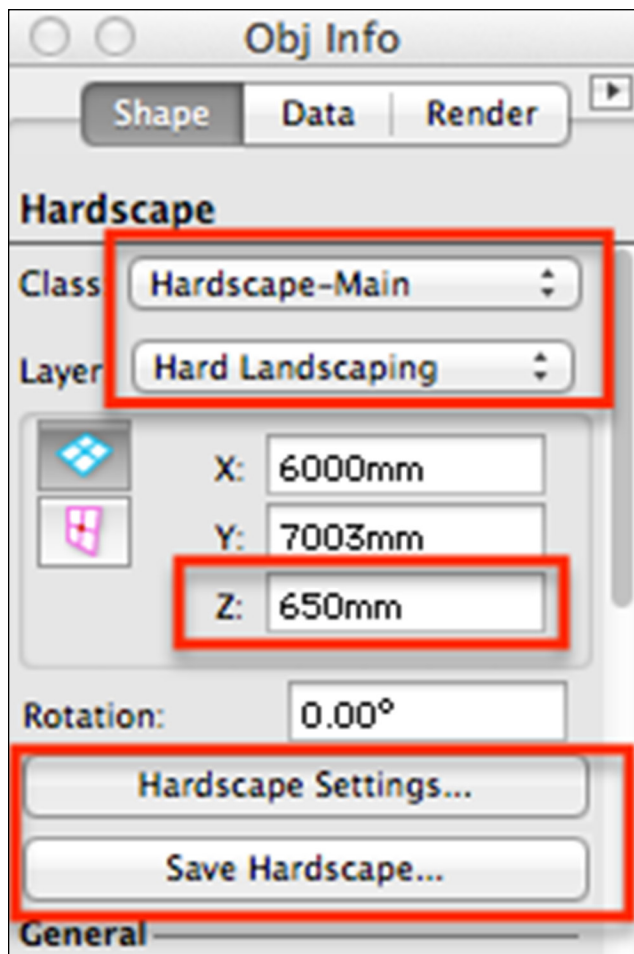 Obj Info
Shape Data Render
Hardscape
Class Hardscape-Main
Layer Hard Landscaping
X: 6000mm
Y: 7003mm
Z: 650mm
Rotation: 0.00°
Hardscape Settings...
Save Hardscape...
General